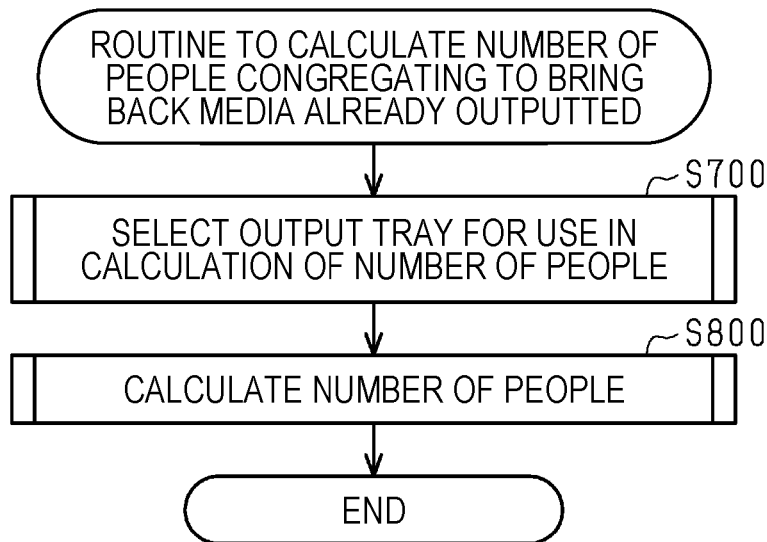 ROUTINE TO CALCULATE NUMBER OF
PEOPLE CONGREGATING TO BRING
BACK MEDIA ALREADY OUTPUTTED
S700
SELECT OUTPUT TRAY FOR USE IN
CALCULATION OF NUMBER OF PEOPLE
S800
CALCULATE NUMBER OF PEOPLE
END